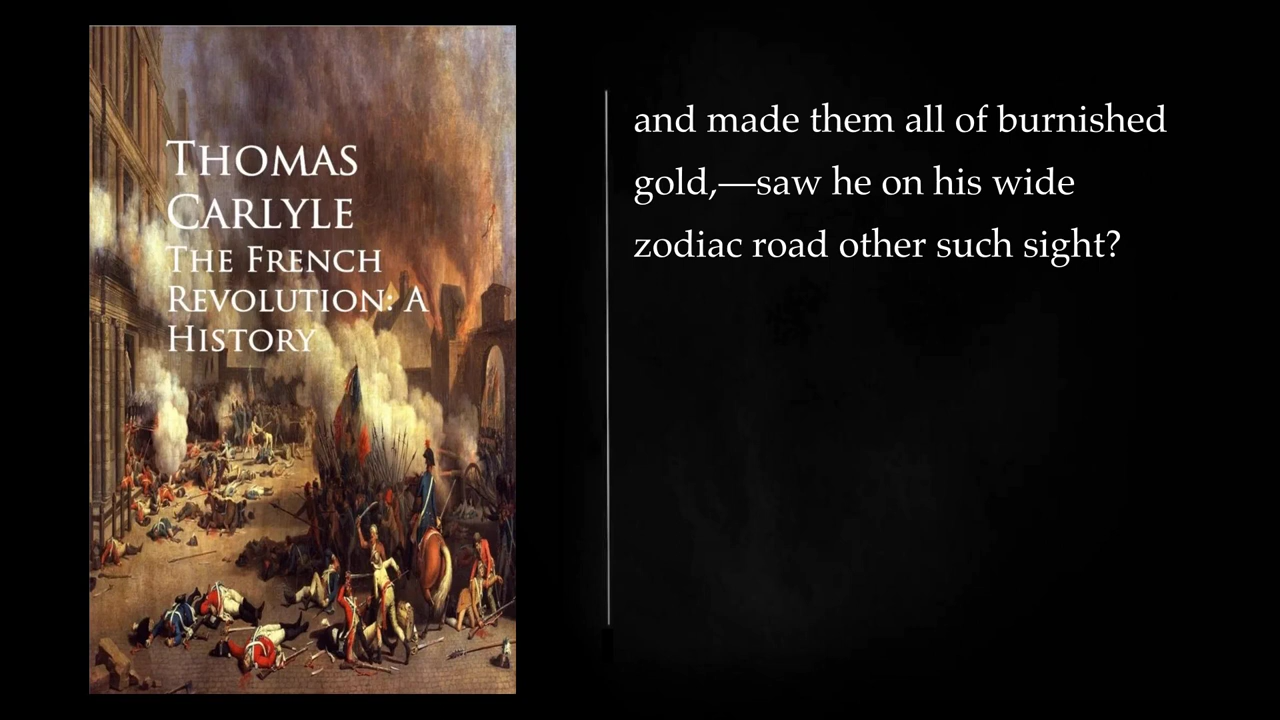 THOMAS
CARLYLE
THE FRENCH
REVOLUTION: A
HISTORY
and made them all of burnished
gold,—saw he on his wide
zodiac road other such sight?